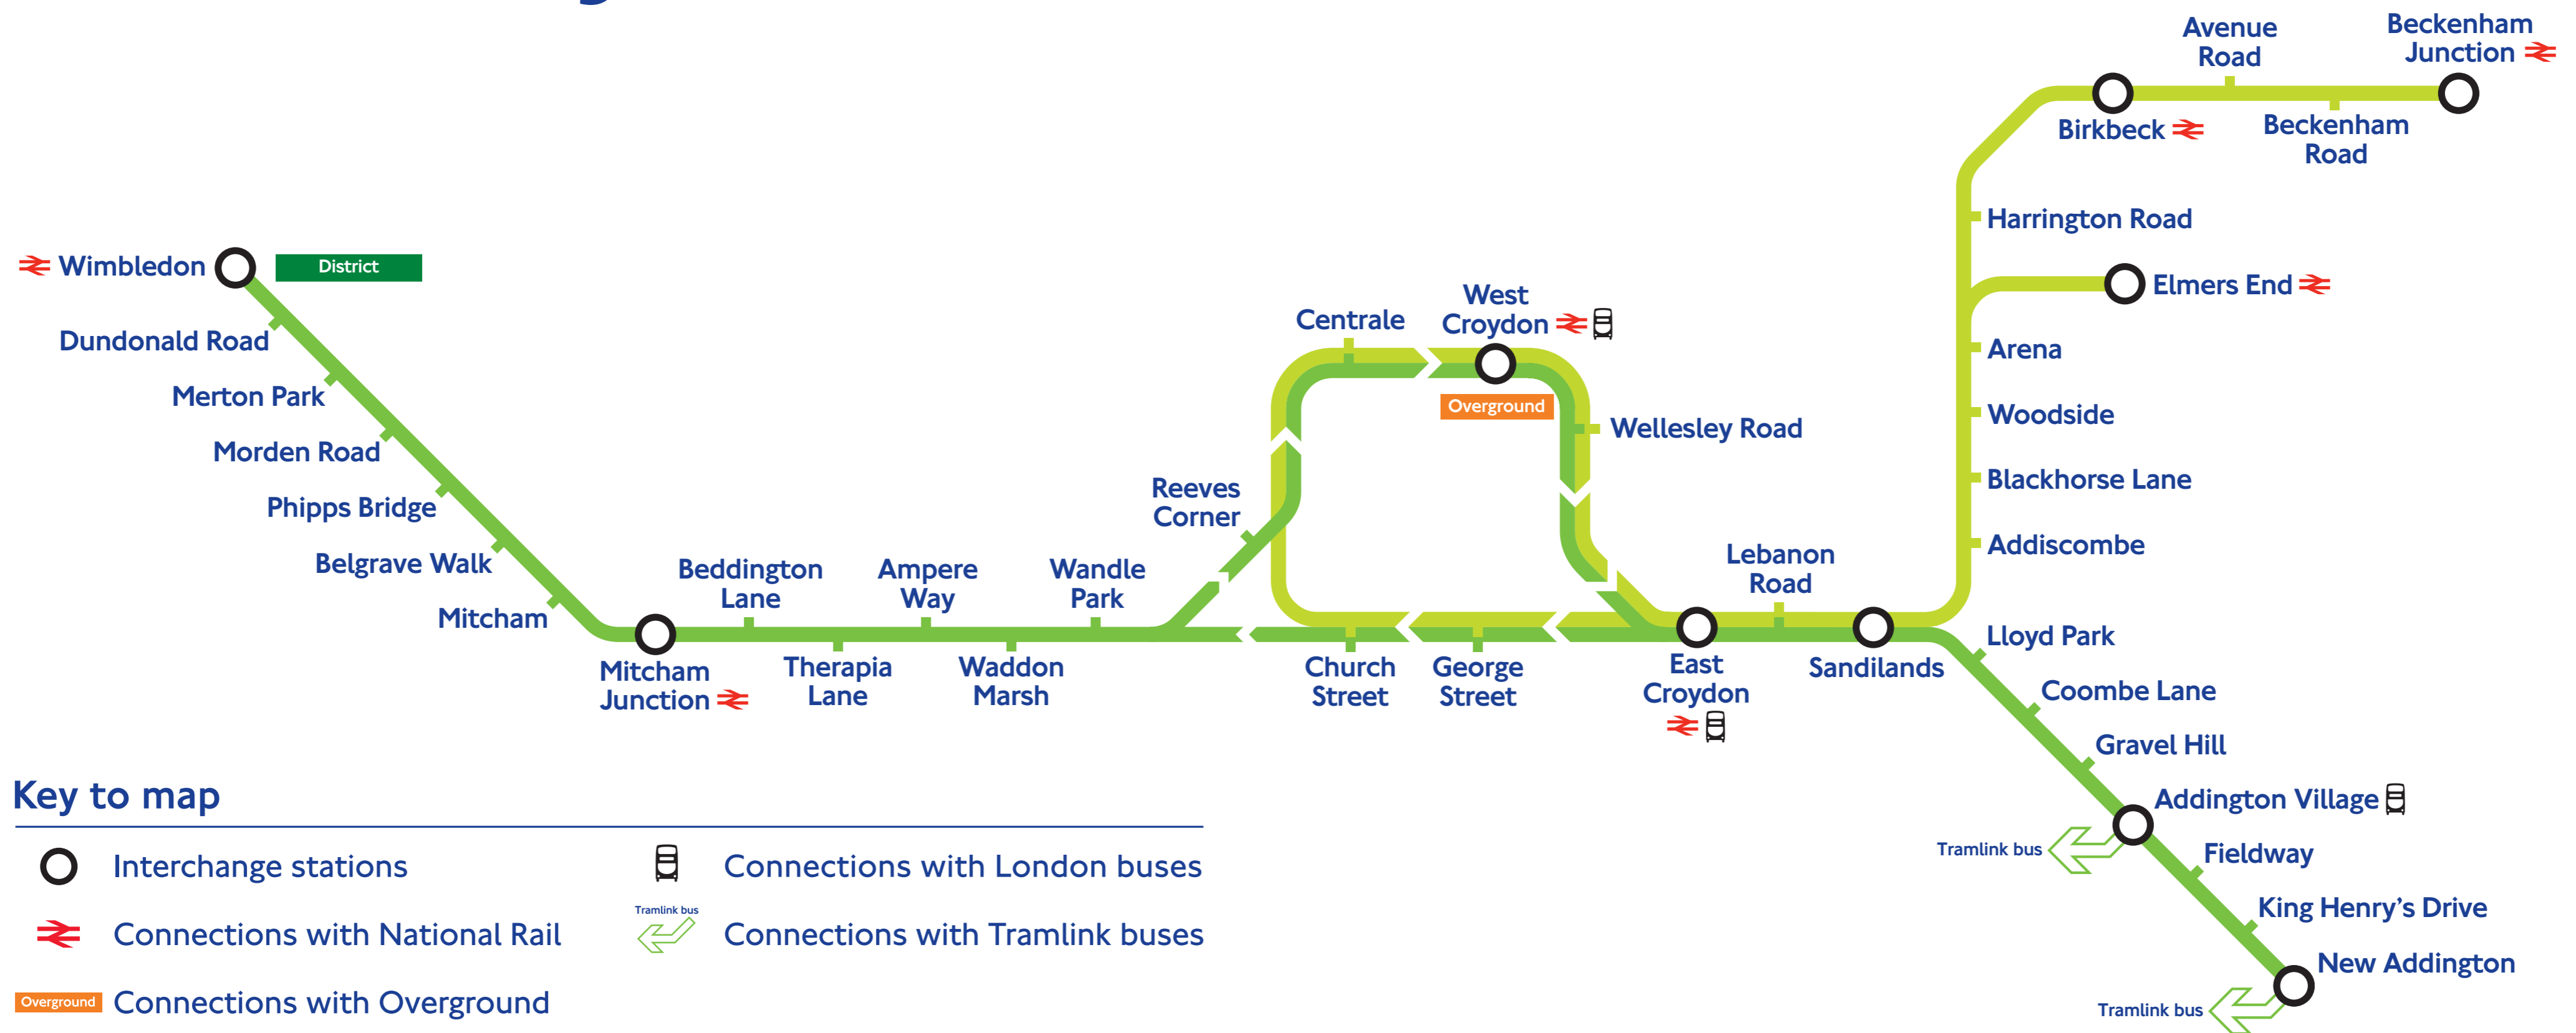 Avenue
Road
Beckenham
Junction
Birkbeck
Beckenham
Road
Harrington Road
Wimbledon
District
Elmers End
Dundonald Road
Merton Park
Morden Road
Phipps Bridge
Belgrave Walk
Mitcham
Mitcham
Junction
Beddington
Lane
Therapia
Lane
Ampere
Way
Waddon
Marsh
Wandle
Park
Reeves
Corner
Centrale
West
Croydon
Overground
Wellesley Road
Church
Street
George
Street
East
Croydon
Lebanon
Road
Sandilands
Arena
Woodside
Blackhorse Lane
Addiscombe
Lloyd Park
Coombe Lane
Gravel Hill
Addington Village
Tramlink bus
Fieldway
King Henry’s Drive
New Addington
Tramlink bus
Key to map
Interchange stations
Connections with National Rail
Overground
Connections with Overground
Connections with London buses
Tramlink bus
Connections with Tramlink buses